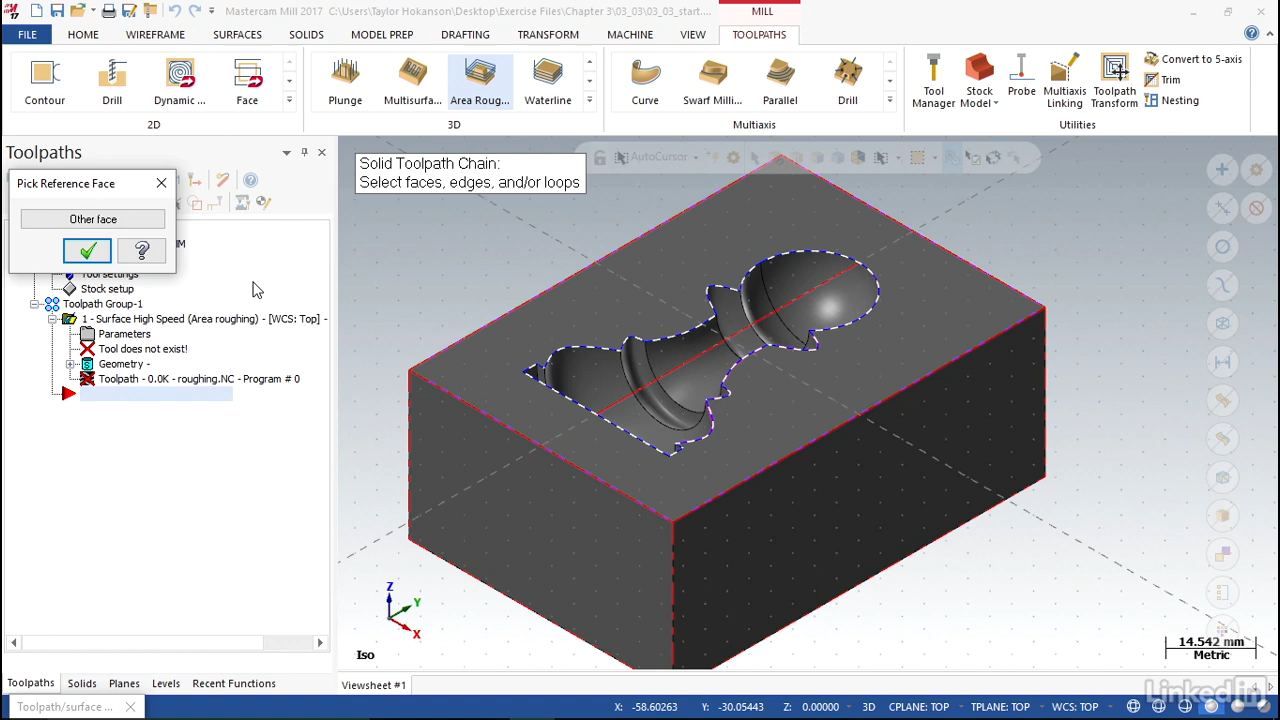 Mastercam Mill 2017   C:\Users\Taylor Hokanson\Desktop\Exercise Files\Chapter 3\03_03\03_03_start....
MILL
FILE HOME WIREFRAME SURFACES SOLIDS MODEL PREP DRAFTING TRANSFORM MACHINE VIEW TOOLPATHS
Contour Drill Dynamic ... Face Plunge Multisurfa... Area Roug... Waterline Curve Swarf Milli... Parallel Drill Tool Manager Stock Model Probe Multiaxis Linking Toolpath Transform Convert to 5-axis
Trim
Nesting
2D 3D Multiaxis Utilities
Toolpaths
AutoCursor
Solid Toolpath Chain:
Select faces, edges, and/or loops
Pick Reference Face
Other face
Tool settings
Stock setup
Toolpath Group-1
1 - Surface High Speed (Area roughing) - [WCS: Top] -
Parameters
Tool does not exist!
Geometry -
Toolpath - 0.0K - roughing.NC - Program # 0
Z
Y
X
Iso
14.542 mm
Metric
Toolpaths Solids Planes Levels Recent Functions
Viewsheet #1
Toolpath/surface ...
X: -58.60263 Y: -30.05443 Z: 0.00000 3D CPLANE: TOP TPLANE: TOP WCS: TOP
Linked in